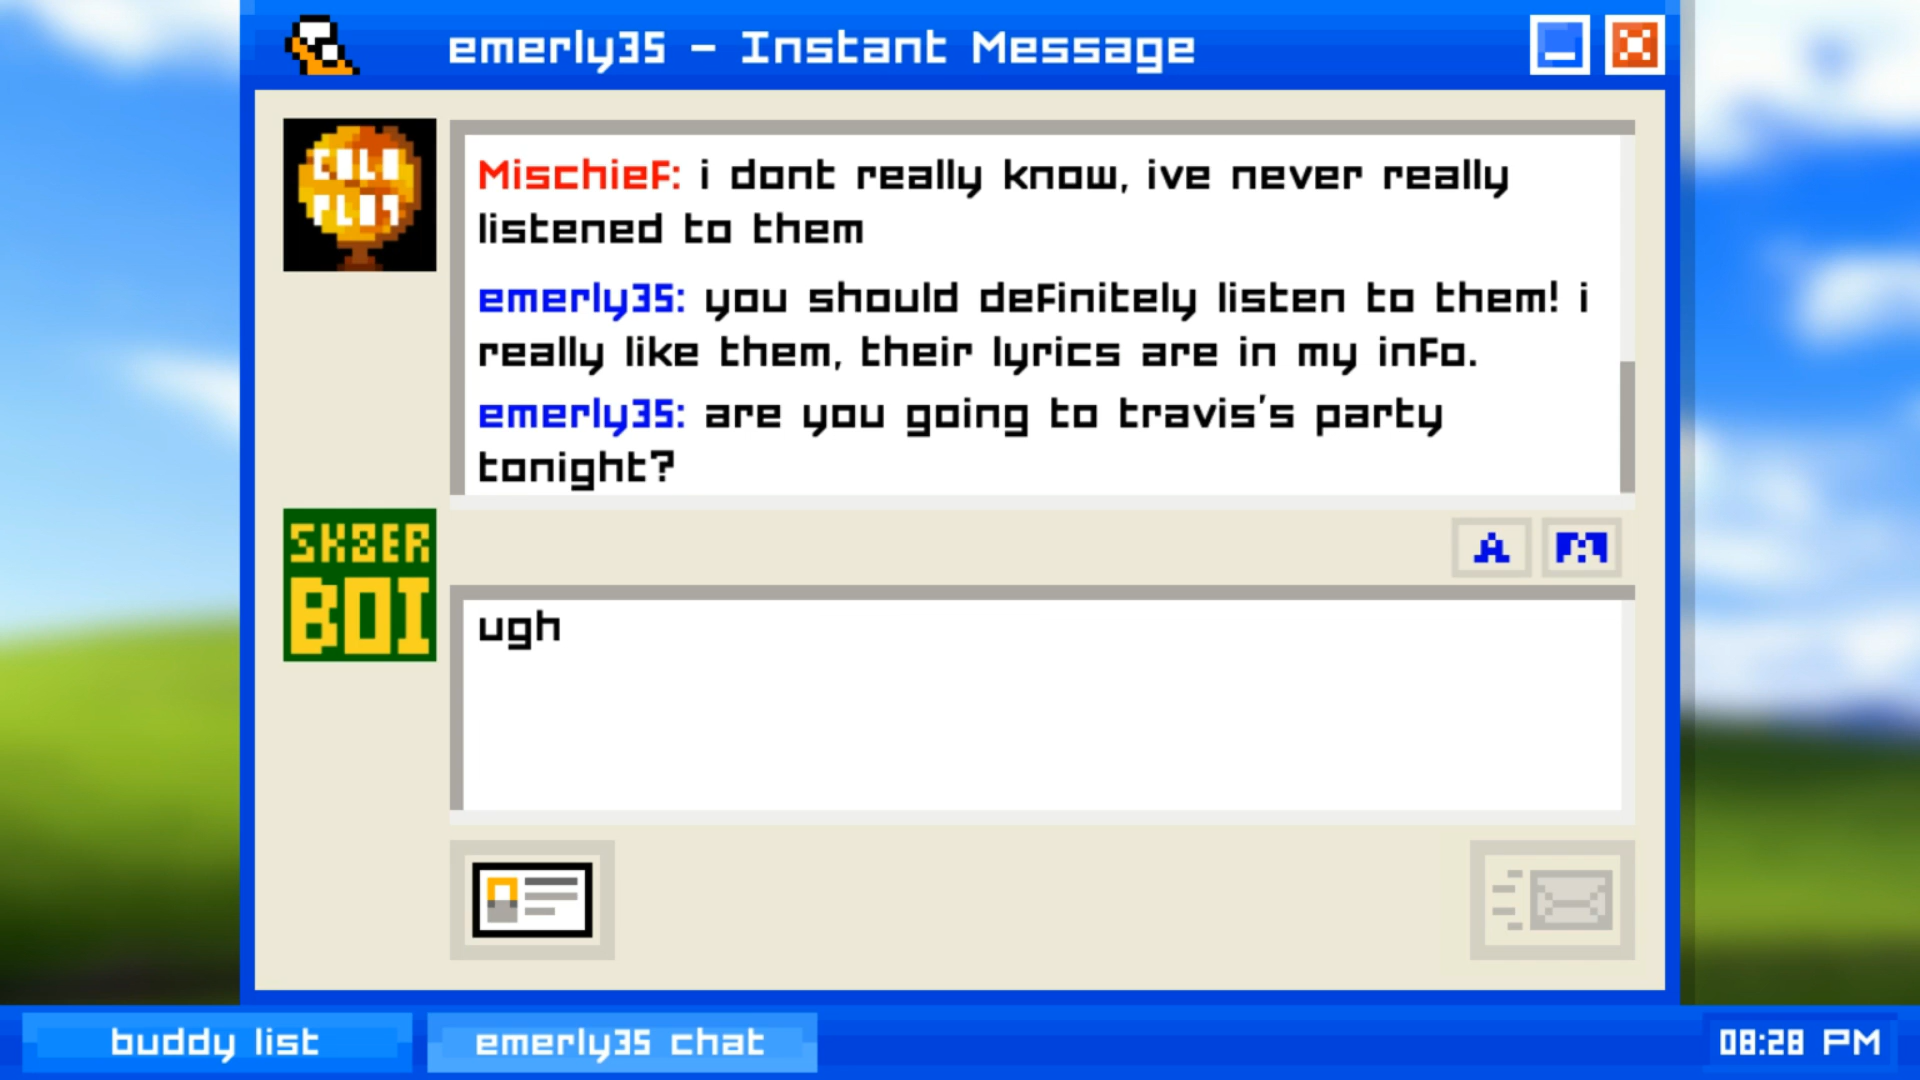 emerly35 - Instant Message
COLD
PLAY
Mischief: i dont really know, ive never really
listened to them
emerly35: you should definitely listen to them! i
really like them, their lyrics are in my info.
emerly35: are you going to travis's party
tonight?
SK8ER
BOI
A M
ugh
buddy list
emerly35 chat
08:28 PM